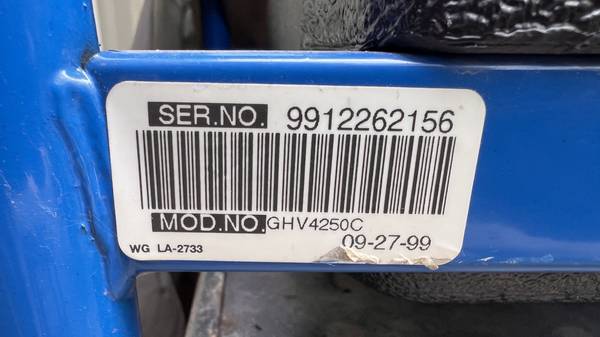 SER.NO. 9912262156
MOD.NO. GHV4250C
09-27-99
WG LA-2733